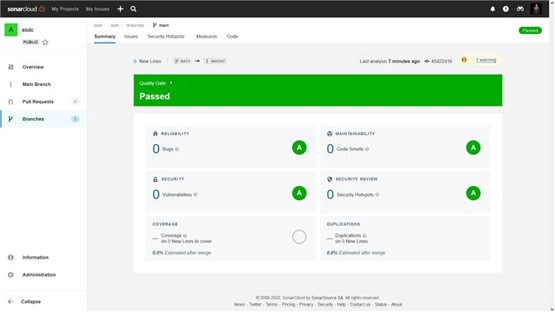 sonarcloud My Projects My Issues
asdc asdc Branches main
Passed
Summary Issues Security Hotspots Measures Code
A asdc
PUBLIC
Overview
Main Branch
Pull Requests 0
Branches 2
Information
Administration
Collapse
0 New Lines main → master
Last analysis 7 minutes ago 45d22d1b 1 warning
Quality Gate
Passed
RELIABILITY
0 Bugs A
MAINTAINABILITY
0 Code Smells A
SECURITY
0 Vulnerabilities A
SECURITY REVIEW
0 Security Hotspots A
COVERAGE
— Coverage
on 0 New Lines to cover
0.0% Estimated after merge
DUPLICATIONS
— Duplications
on 0 New Lines
0.0% Estimated after merge
© 2008-2022, SonarCloud by SonarSource SA. All rights reserved.
News - Twitter - Terms - Pricing - Privacy - Security - Help - Contact us - Status - About